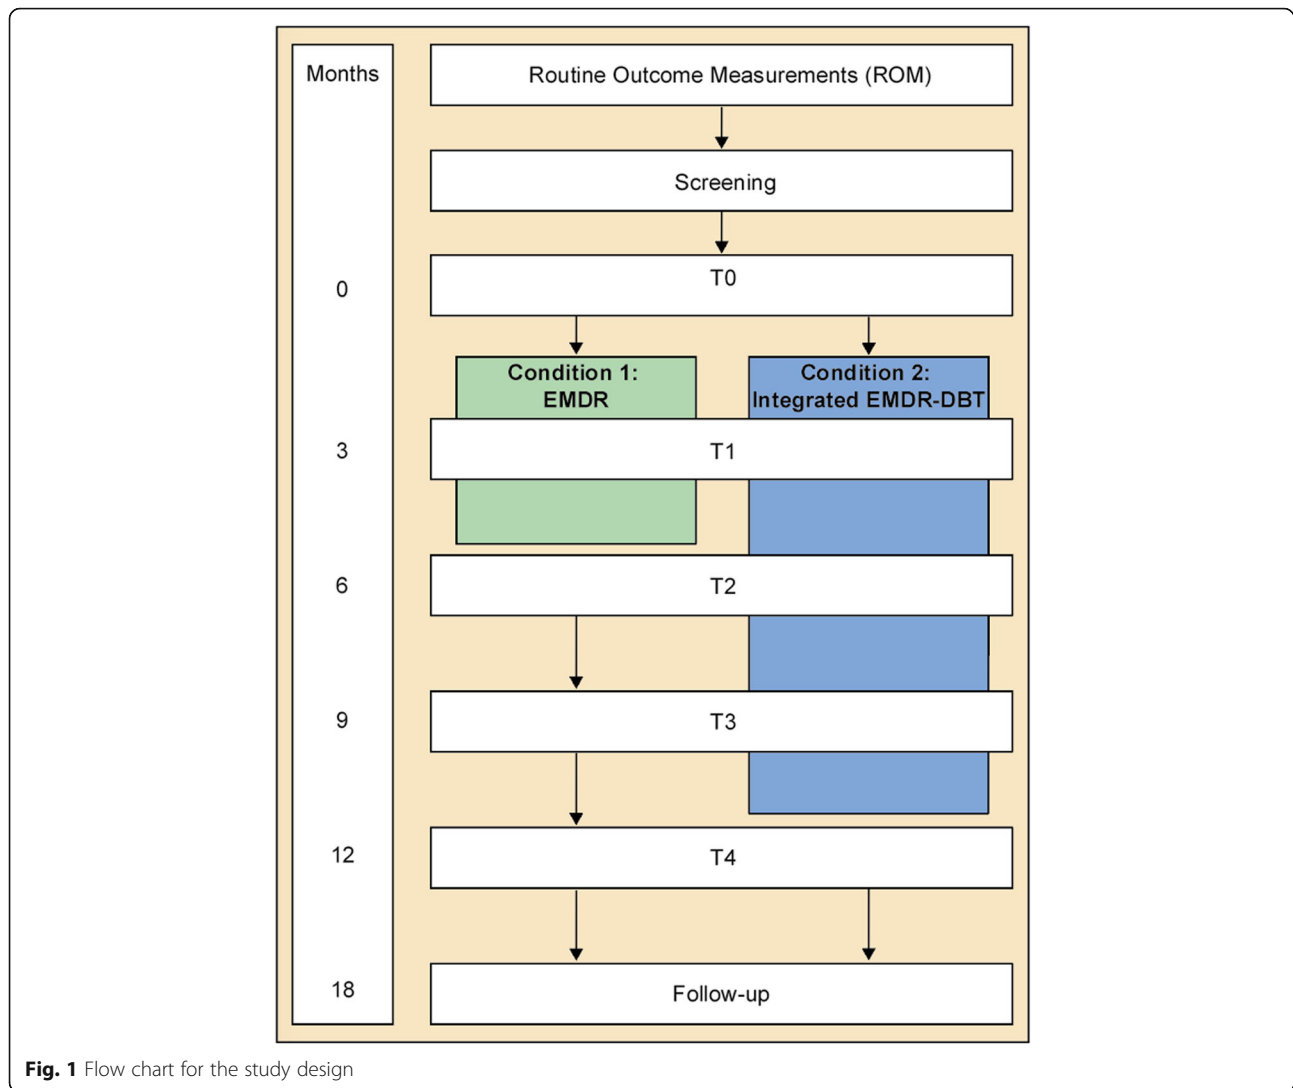 Months
Routine Outcome Measurements (ROM)
Screening
0
T0
Condition 1:
EMDR
Condition 2:
Integrated EMDR-DBT
3
T1
6
T2
9
T3
12
T4
18
Follow-up
Fig. 1 Flow chart for the study design